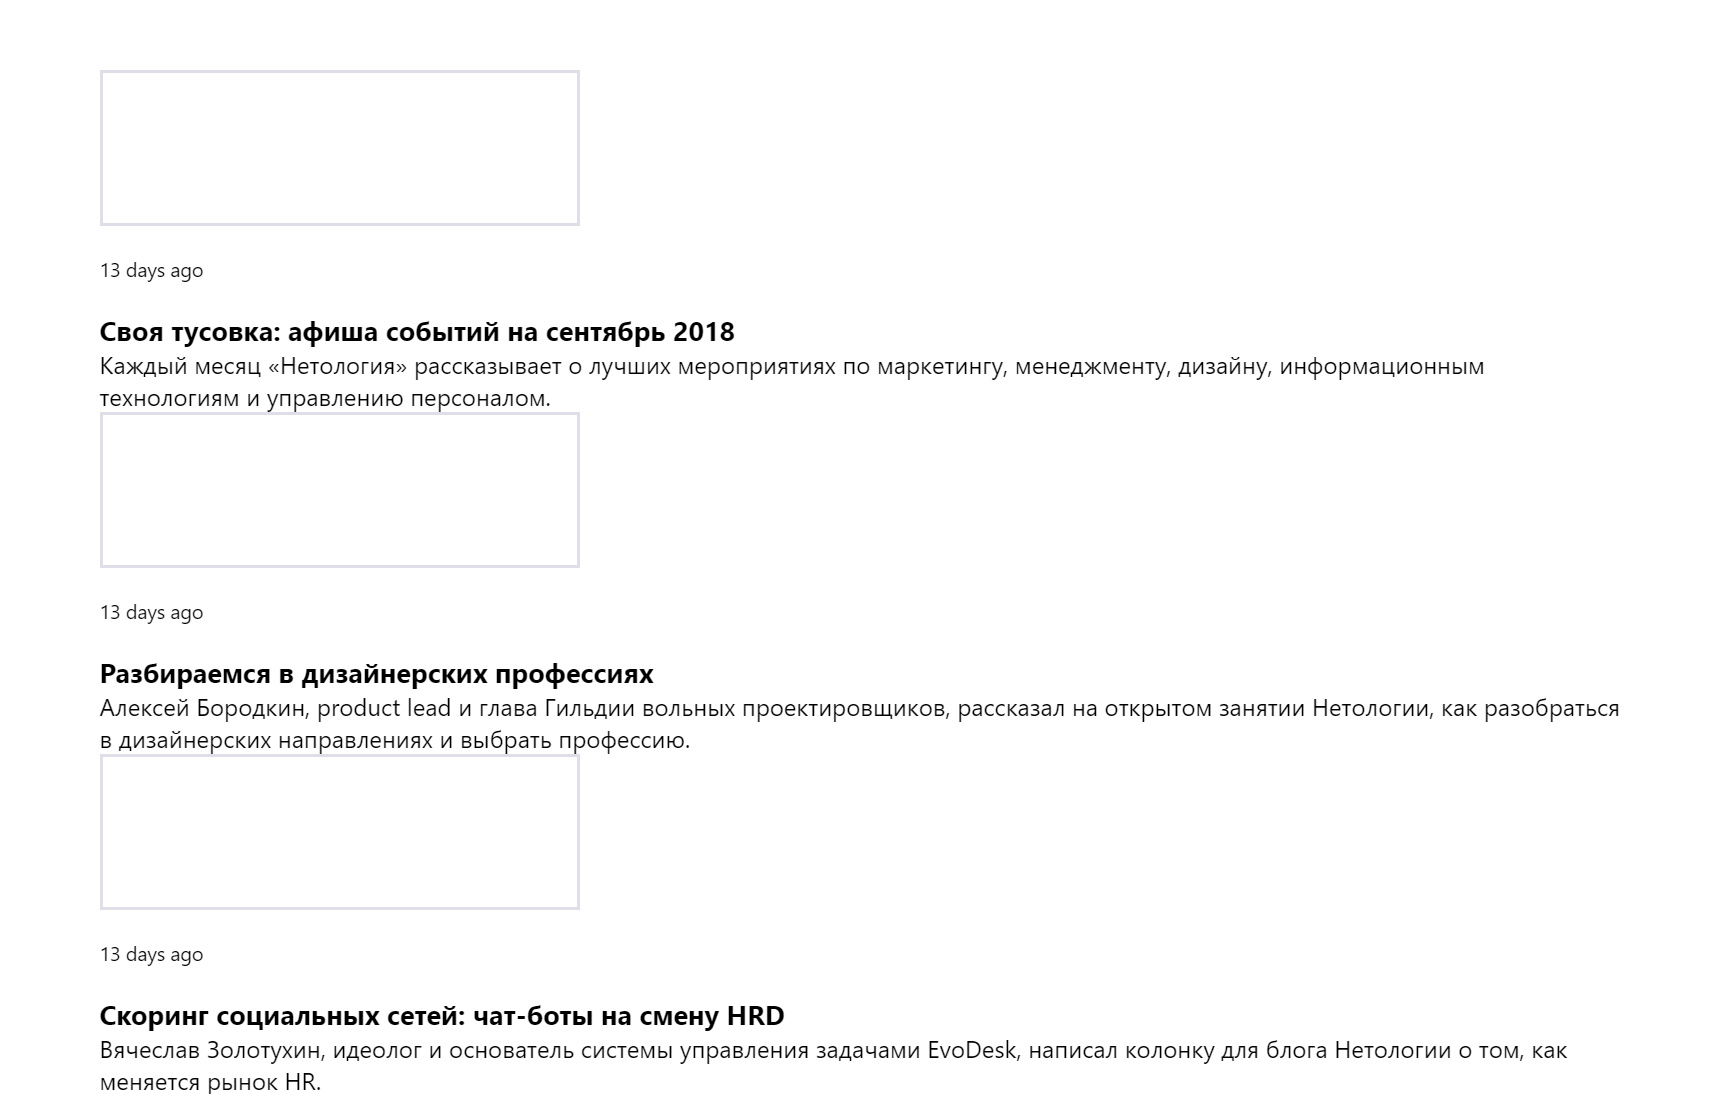 13 days ago
Своя тусовка: афиша событий на сентябрь 2018
Каждый месяц «Нетология» рассказывает о лучших мероприятиях по маркетингу, менеджменту, дизайну, информационным
технологиям и управлению персоналом.
13 days ago
Разбираемся в дизайнерских профессиях
Алексей Бородкин, product lead и глава Гильдии вольных проектировщиков, рассказал на открытом занятии Нетологии, как разобраться
в дизайнерских направлениях и выбрать профессию.
13 days ago
Скоринг социальных сетей: чат-боты на смену HRD
Вячеслав Золотухин, идеолог и основатель системы управления задачами EvoDesk, написал колонку для блога Нетологии о том, как
меняется рынок HR.